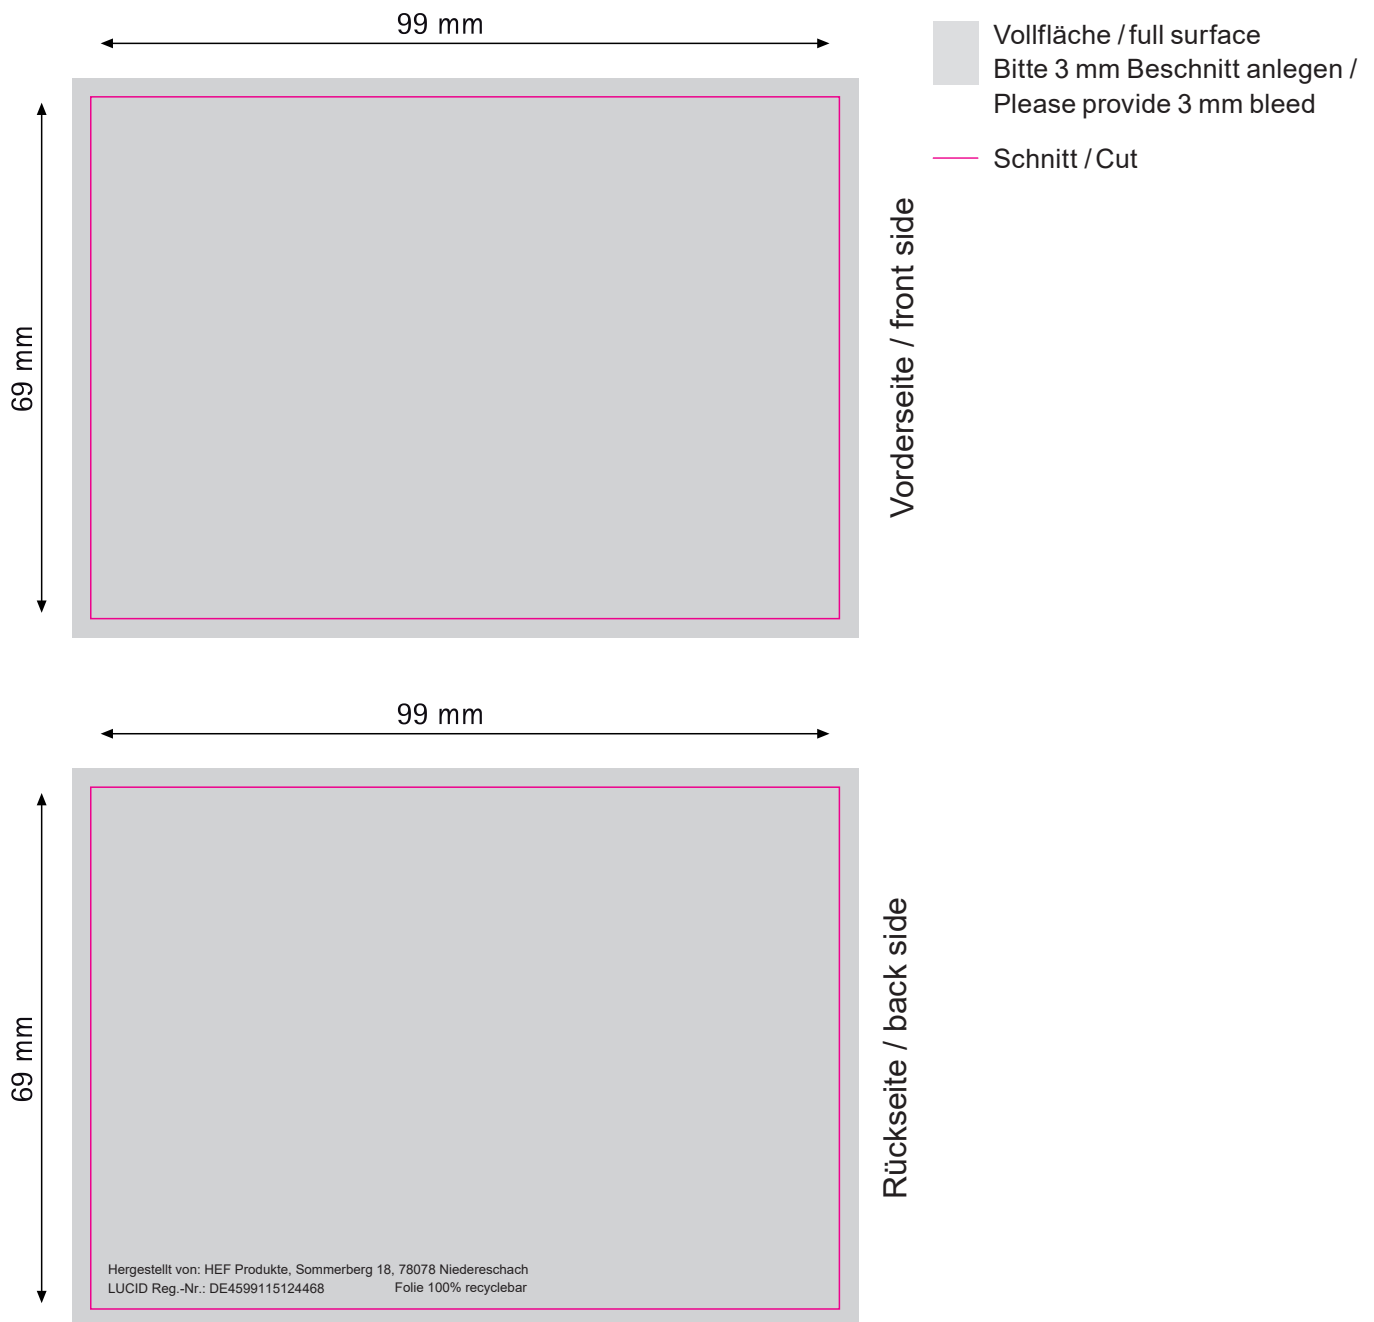 99 mm
Vollfläche / full surface
Bitte 3 mm Beschnitt anlegen /
Please provide 3 mm bleed
Schnitt / Cut
69 mm
Vorderseite / front side
99 mm
69 mm
Rückseite / back side
Hergestellt von: HEF Produkte, Sommerberg 18, 78078 Niedereschach
LUCID Reg.-Nr.: DE4599115124468 Folie 100% recyclebar